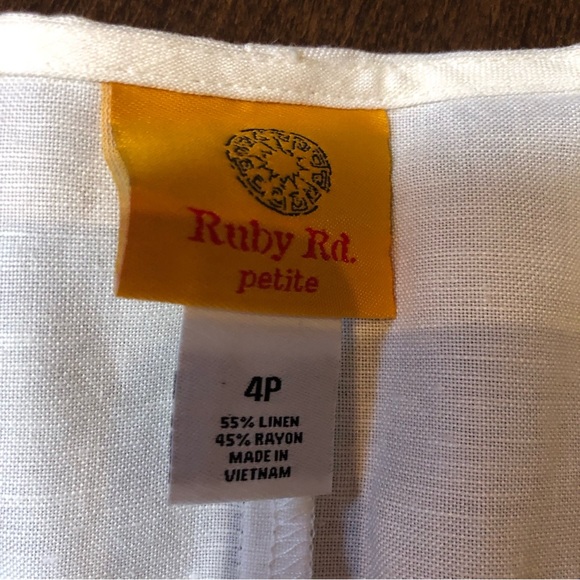 Ruby Rd.
petite
4P
55% LINEN
45% RAYON
MADE IN
VIETNAM